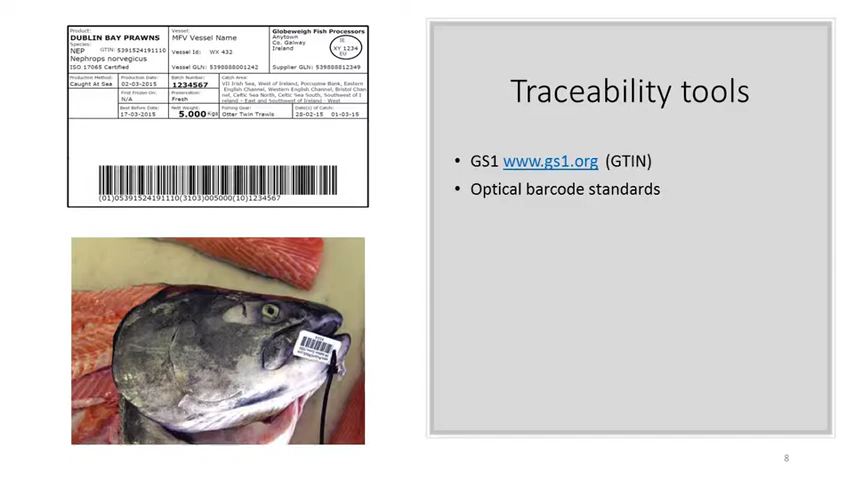 Product:
DUBLIN BAY PRAWNS
Species:
NEP
GTIN: 5391524191110
Nephrops norvegicus
ISO 17065 Certified
Vessel:
MFV Vessel Name
Vessel Id: WX 432
Vessel GLN: 5398888001242
Globeweigh Fish Processors
Anytown
Co. Galway
Ireland
IE
XY 1234
EU
Supplier GLN: 5398888812349
Production Method:
Caught At Sea
Production Date:
02-03-2015
Batch Number:
1234567
Catch Area:
VII Irish Sea, West of Ireland, Porcupine Bank, Eastern
English Channel, Western English Channel, Bristol Chan
nel, Celtic Sea North, Celtic Sea South, Southwest of I
reland - East and Southwest of Ireland - West
First Frozen On:
N/A
Preservation:
Fresh
Best Before Date:
17-03-2015
Nett Weight:
5.000 Kgs
Fishing Gear:
Otter Twin Trawls
Date(s) of Catch:
28-02-15 01-03-15
(01)05391524191110(3103)005000(10)1234567
Traceability tools
• GS1 www.gs1.org (GTIN)
• Optical barcode standards
8